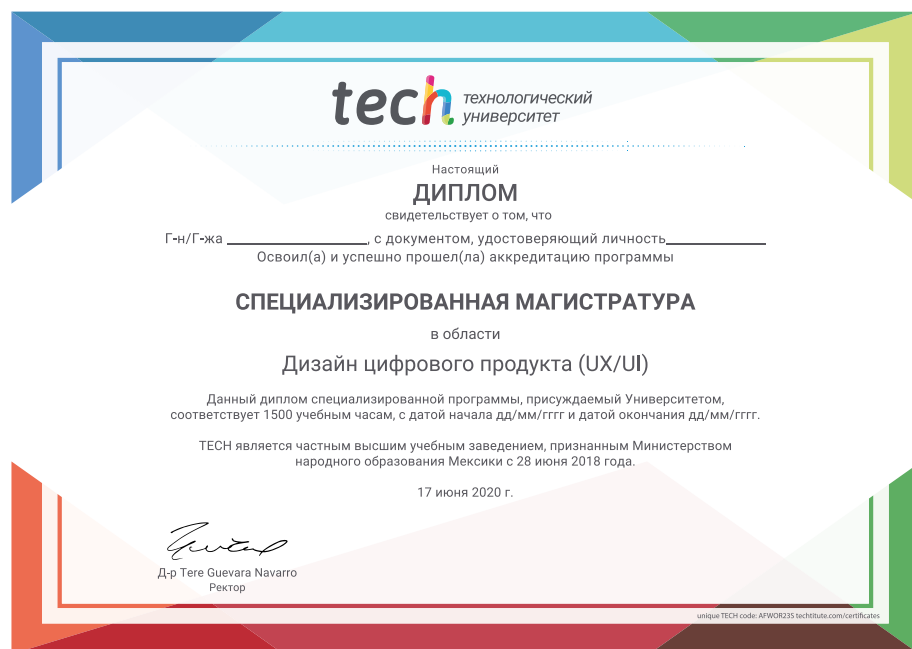 tech технологический
университет
Настоящий
ДИПЛОМ
свидетельствует о том, что
Г-н/Г-жа ____________________, с документом, удостоверяющий личность______________
Освоил(а) и успешно прошел(ла) аккредитацию программы
СПЕЦИАЛИЗИРОВАННАЯ МАГИСТРАТУРА
в области
Дизайн цифрового продукта (UX/UI)
Данный диплом специализированной программы, присуждаемый Университетом,
соответствует 1500 учебным часам, с датой начала дд/мм/гггг и датой окончания дд/мм/гггг.
TECH является частным высшим учебным заведением, признанным Министерством
народного образования Мексики с 28 июня 2018 года.
17 июня 2020 г.
Д-р Tere Guevara Navarro
Ректор
unique TECH code: AFWOR235 techtitute.com/certificates